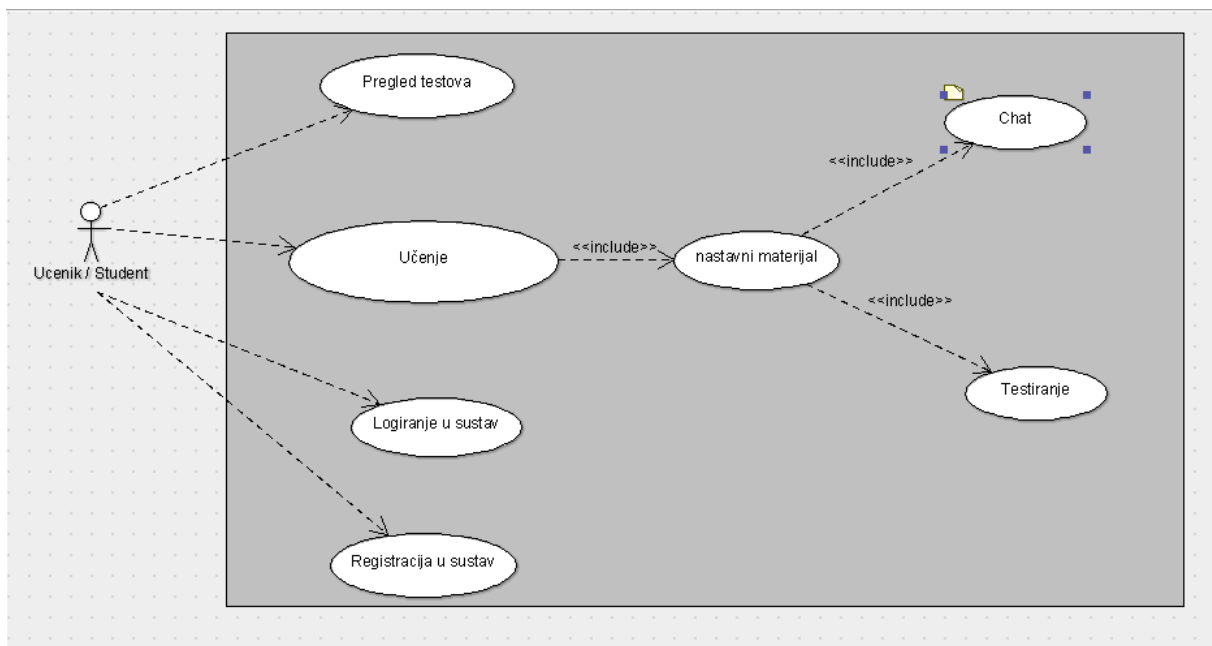 Pregled testova
Chat
<<include>>
Učenje
<<include>>
nastavni materijal
Ucenik / Student
<<include>>
Testiranje
Logiranje u sustav
Registracija u sustav